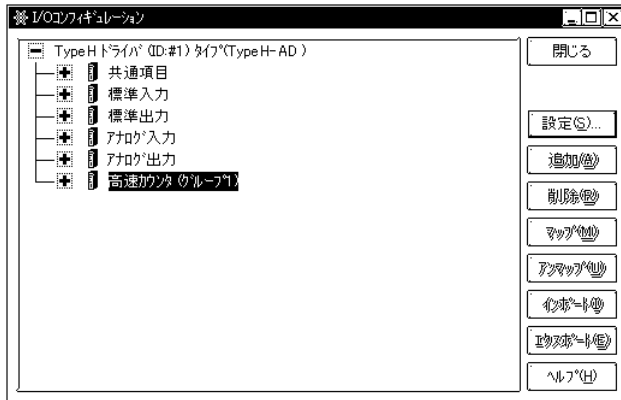 I/Oｺﾝﾌｨｷﾞｭﾚｰｼｮﾝ
TypeH ﾄﾞﾗｲﾊﾞ (ID:#1) ﾀｲﾌﾟ(TypeH-AD )
共通項目
標準入力
標準出力
ｱﾅﾛｸﾞ入力
ｱﾅﾛｸﾞ出力
高速ｶｳﾝﾀ (ｸﾞﾙｰﾌﾟ1)
閉じる
設定(S)...
追加(A)
削除(R)
ﾏｯﾌﾟ(M)
ｱﾝﾏｯﾌﾟ(U)
ｲﾝﾎﾟｰﾄ(I)
ｴｸｽﾎﾟｰﾄ(E)
ﾍﾙﾌﾟ(H)